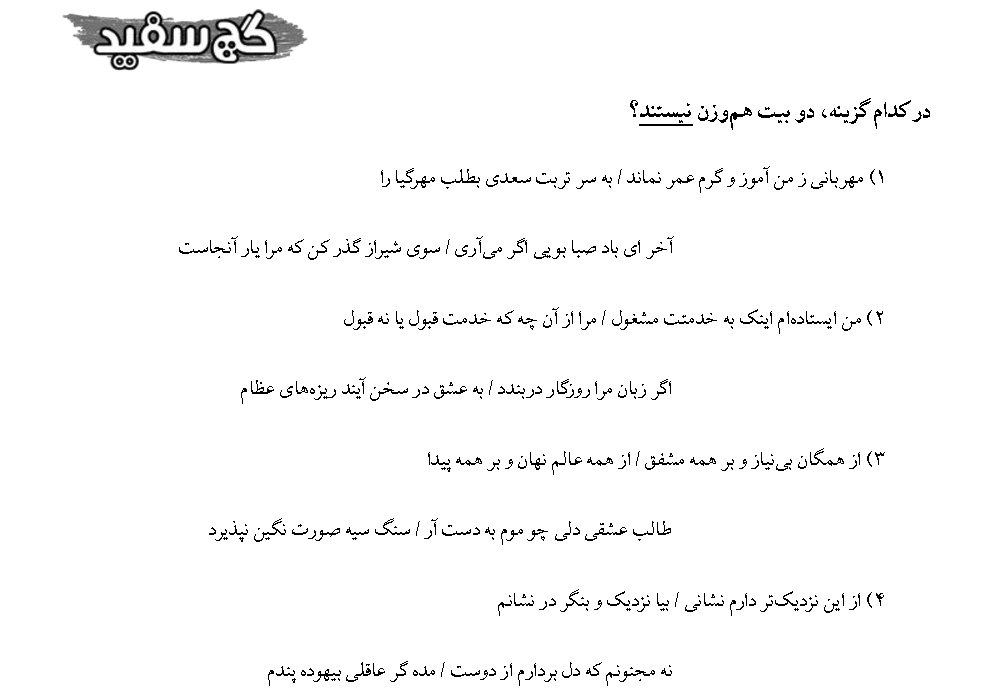 گچ سفید
در کدام گزینه، دو بیت هم‌وزن نیستند؟
۱) مهربانی ز من آموز و گرم عمر نماند / به سر تربت سعدی بطلب مهرگیا را
آخر ای باد صبا بویی اگر می‌آری / سوی شیراز گذر کن که مرا یار آنجاست
۲) من ایستاده‌ام اینک به خدمتت مشغول / مرا از آن چه که خدمت قبول یا نه قبول
اگر زبان مرا روزگار دربندد / به عشق در سخن آیند ریزه‌های عظام
۳) از همگان بی‌نیاز و بر همه مشفق / از همه عالم نهان و بر همه پیدا
طالب عشقی دلی چو موم به دست آر / سنگ سیه صورت نگین نپذیرد
۴) از این نزدیک‌تر دارم نشانی / بیا نزدیک و بنگر در نشانم
نه مجنونم که دل بردارم از دوست / مده گر عاقلی بیهوده پندم